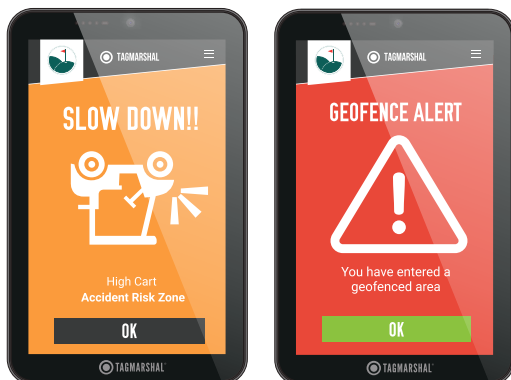 TAGMARSHAL
SLOW DOWN!!
High Cart
Accident Risk Zone
OK
TAGMARSHAL
TAGMARSHAL
GEOFENCE ALERT
!
You have entered a
geofenced area
OK
TAGMARSHAL